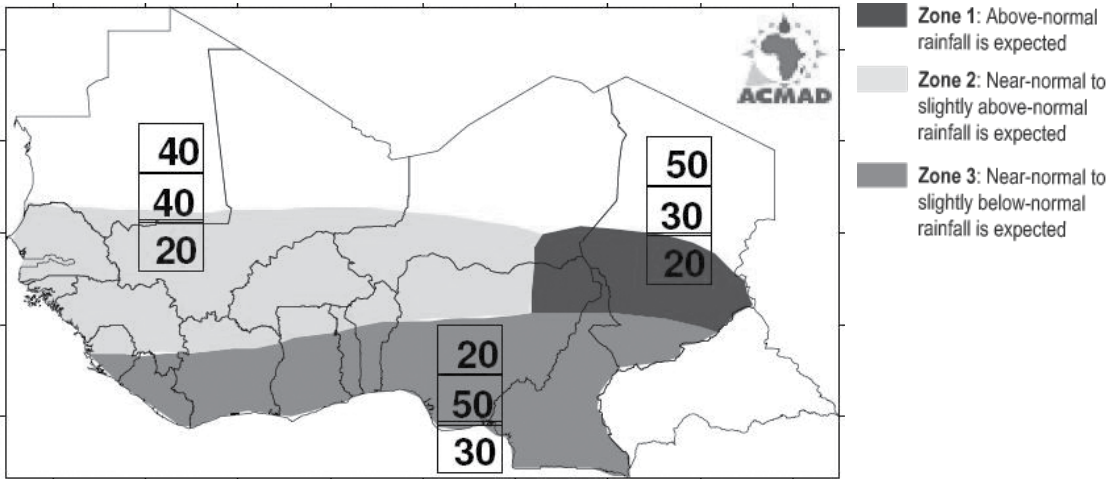 ACMAD
40
40
20
50
30
20
20
50
30
Zone 1: Above-normal
rainfall is expected
Zone 2: Near-normal to
slightly above-normal
rainfall is expected
Zone 3: Near-normal to
slightly below-normal
rainfall is expected